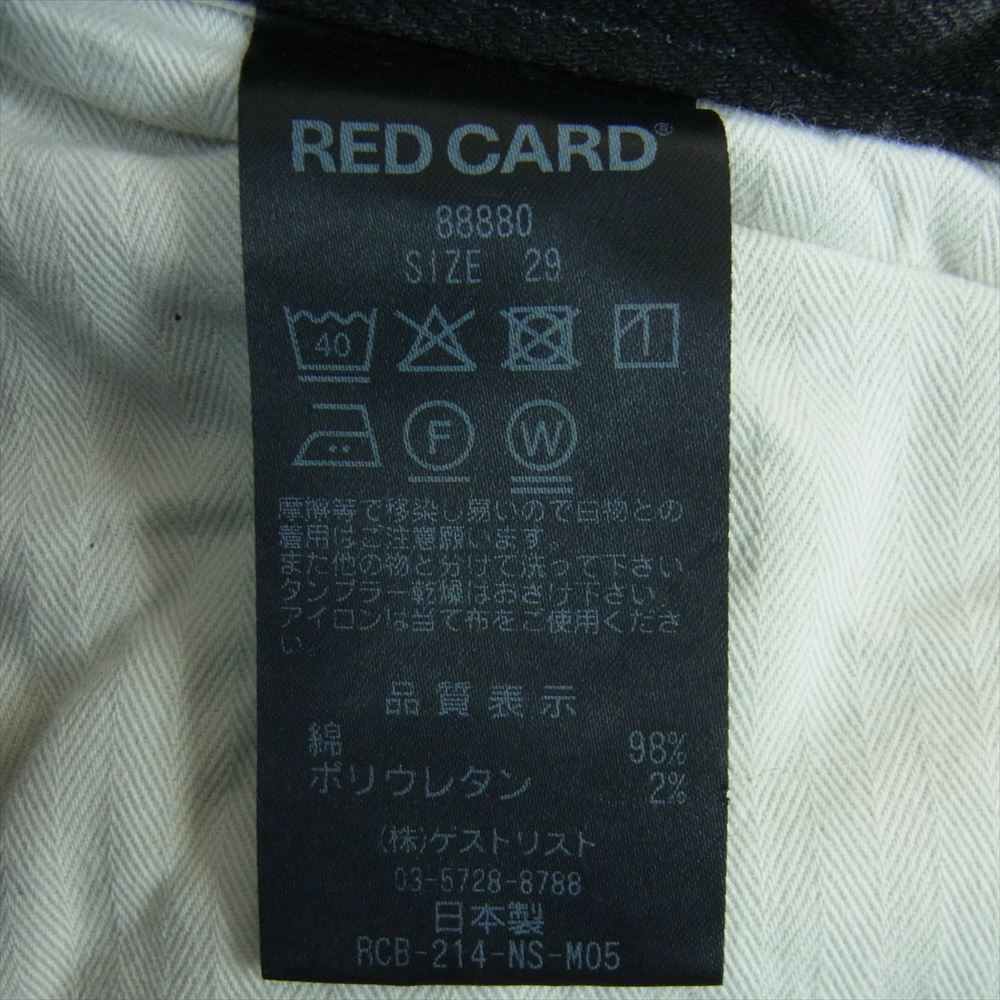 RED CARD®
88880
SIZE 29
40
F W
摩擦等で移染し易いので白物との
着用はご注意願います。
また他の物と分けて洗って下さい
タンブラー乾燥はおさけ下さい。
アイロンは当て布をご使用くださ
い。
品質表示
綿 98%
ポリウレタン 2%
(株)ゲストリスト
03-5728-8788
日本製
RCB-214-NS-M05